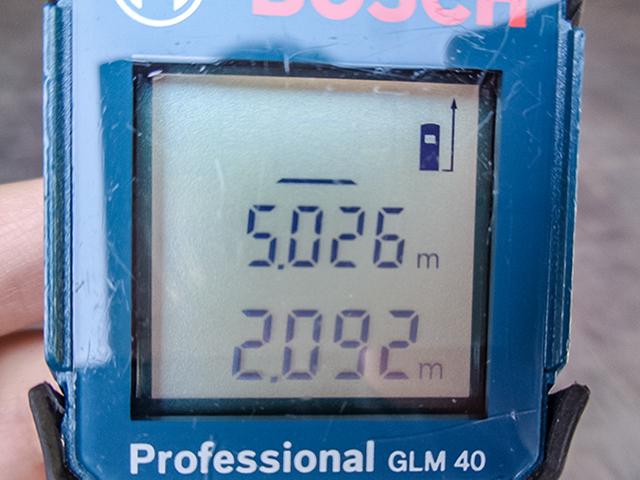 BOSCH
5.026 m
2.092 m
Professional GLM 40